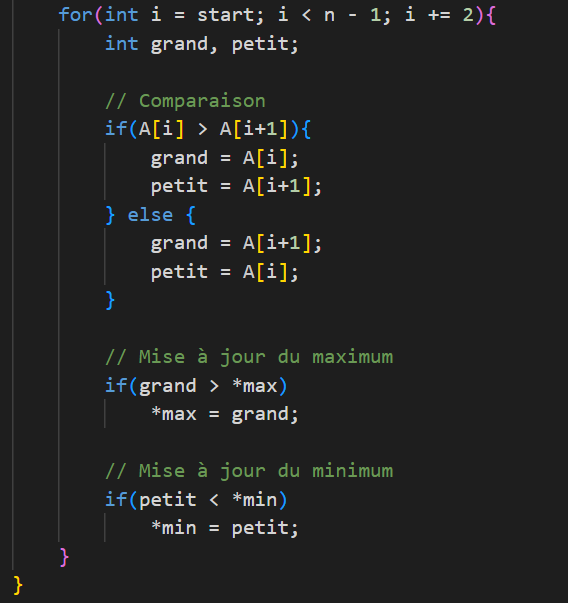 for(int i = start; i < n - 1; i += 2){
int grand, petit;
// Comparaison
if(A[i] > A[i+1]){
grand = A[i];
petit = A[i+1];
} else {
grand = A[i+1];
petit = A[i];
}
// Mise à jour du maximum
if(grand > *max)
*max = grand;
// Mise à jour du minimum
if(petit < *min)
*min = petit;
}
}